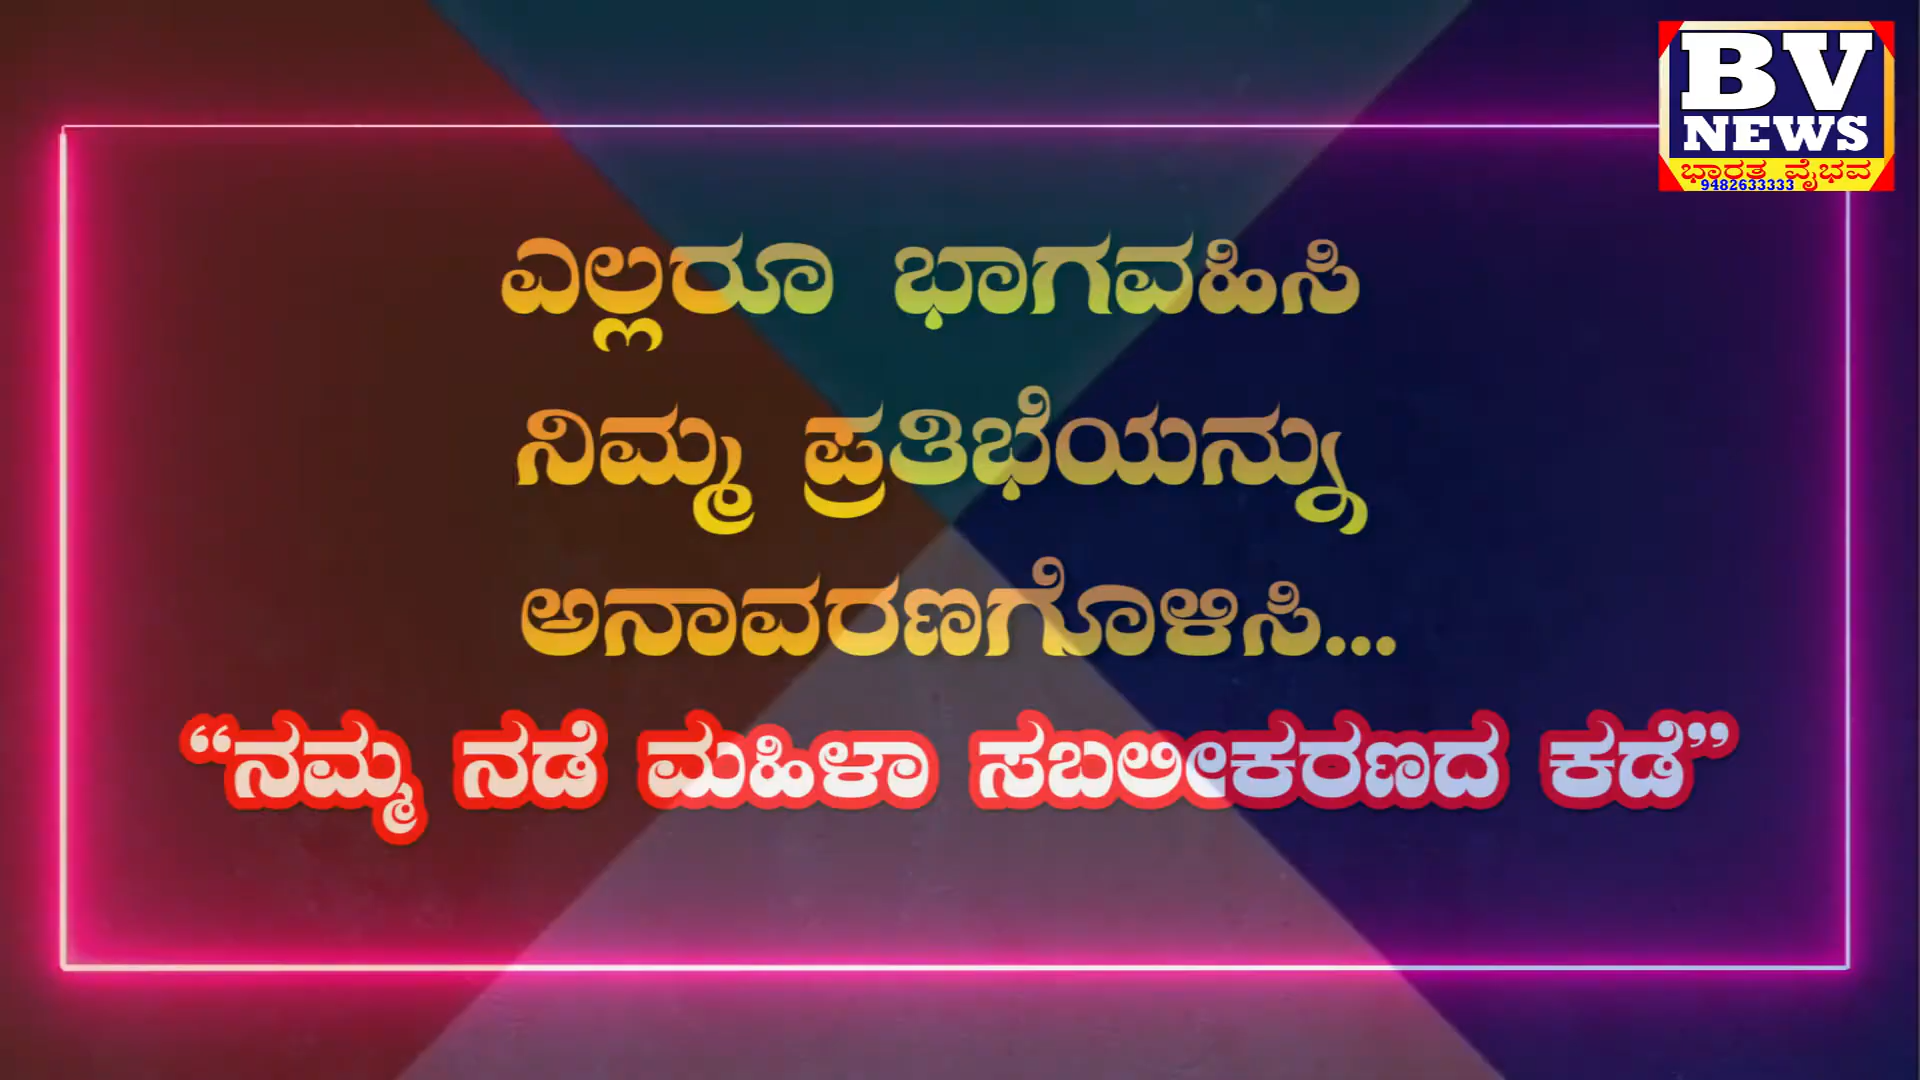 BV
NEWS
ಭಾರತ ವೈಭವ
9482633333
ಎಲ್ಲರೂ ಭಾಗವಹಿಸಿ
ನಿಮ್ಮ ಪ್ರತಿಭೆಯನ್ನು
ಅನಾವರಣಗೊಳಿಸಿ...
“ನಮ್ಮ ನಡೆ ಮಹಿಳಾ ಸಬಲೀಕರಣದ ಕಡೆ”